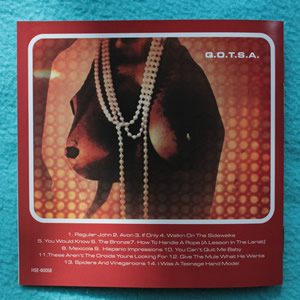 Q.O.T.S.A.
1. Regular John 2. Avon 3. If Only 4. Walkin On The Sidewalks
5. You Would Know 6. The Bronze 7. How To Handle A Rope (A Lesson In The Lariat)
8. Mexicola 9. Hispanic Impressions 10. You Can't Quit Me Baby
11. These Aren't The Droids You're Looking For 12. Give The Mule What He Wants
13. Spiders And Vinegaroons 14. I Was A Teenage Hand Model